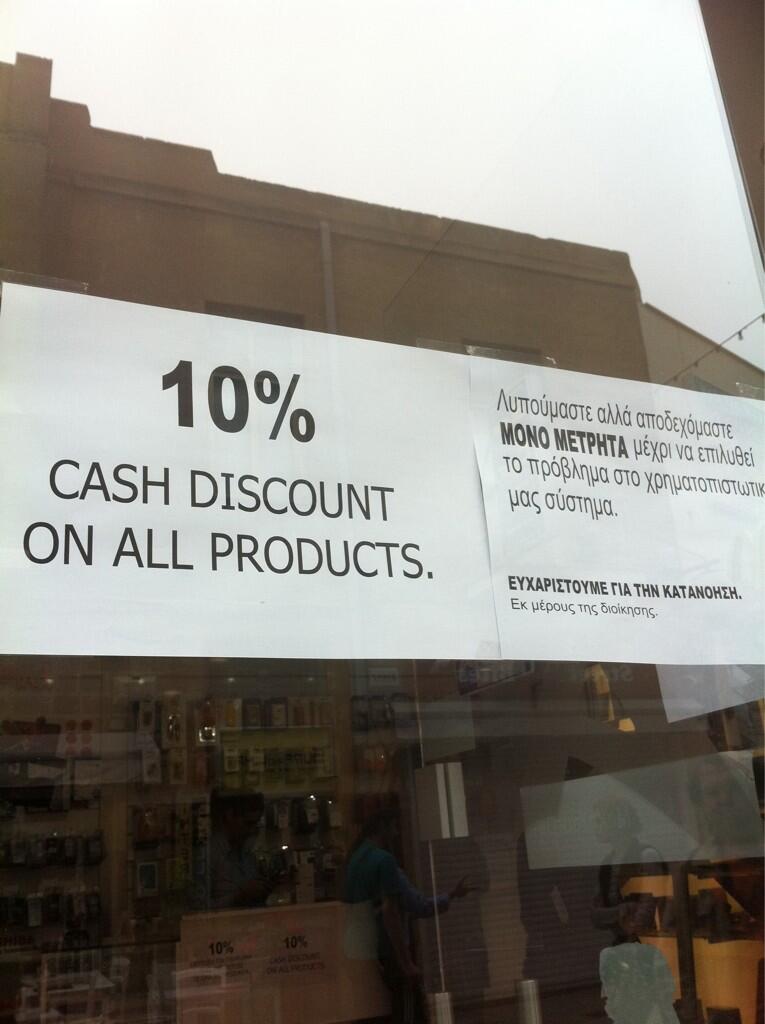 10%
CASH DISCOUNT
ON ALL PRODUCTS.
Λυπούμαστε αλλά αποδεχόμαστε
ΜΟΝΟ ΜΕΤΡΗΤΑ μέχρι να επιλυθεί
το πρόβλημα στο χρηματοπιστωτικ
μας σύστημα.
ΕΥΧΑΡΙΣΤΟΥΜΕ ΓΙΑ ΤΗΝ ΚΑΤΑΝΟΗΣΗ.
Εκ μέρους της διοίκησης.
10%
10%
CASH DISCOUNT
ON ALL PRODUCTS